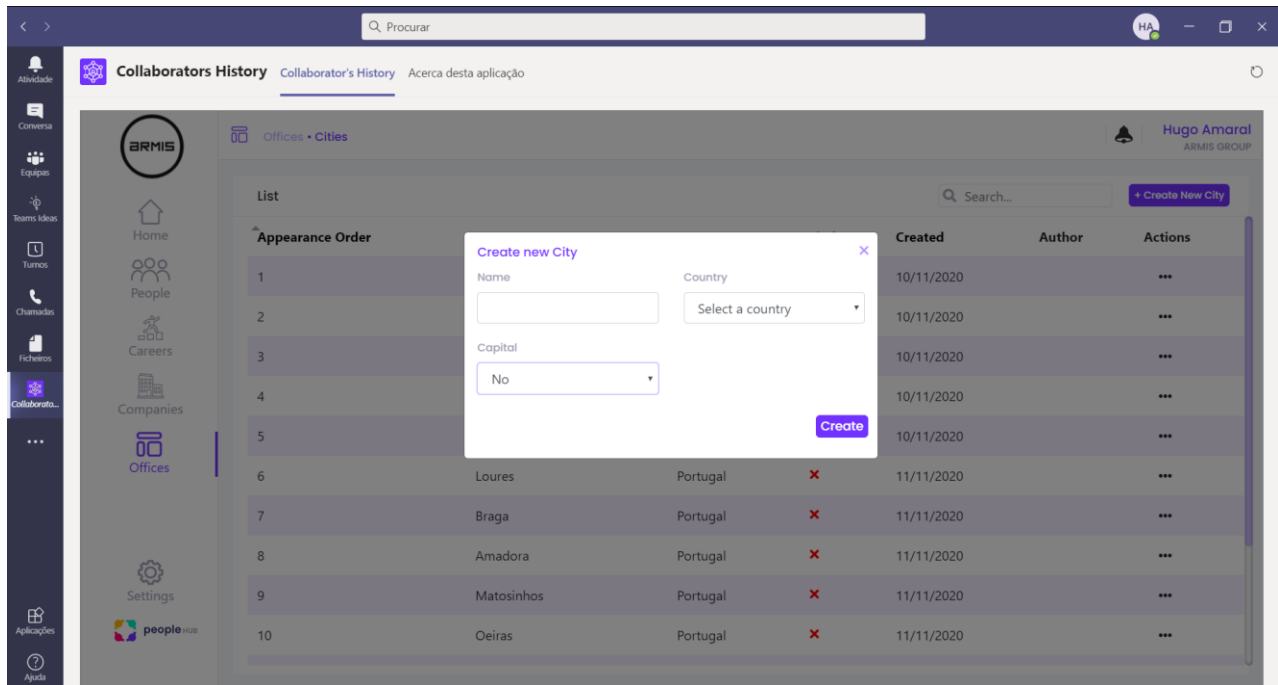 Procurar
HA
Atividade
Conversa
Equipas
Teams Ideas
Turnos
Chamadas
Ficheiros
Collaborato...
Aplicações
Ajuda
Collaborators History Collaborator's History Acerca desta aplicação
ARMIS
Home
People
Careers
Companies
Offices
Settings
people HUB
Offices • Cities
Hugo Amaral
ARMIS GROUP
List Search... + Create New City
Appearance Order Created Author Actions
1 10/11/2020 •••
2 10/11/2020 •••
3 10/11/2020 •••
4 10/11/2020 •••
5 10/11/2020 •••
6 Loures Portugal 11/11/2020 •••
7 Braga Portugal 11/11/2020 •••
8 Amadora Portugal 11/11/2020 •••
9 Matosinhos Portugal 11/11/2020 •••
10 Oeiras Portugal 11/11/2020 •••
Create new City
Name Country
Select a country
Capital
No
Create